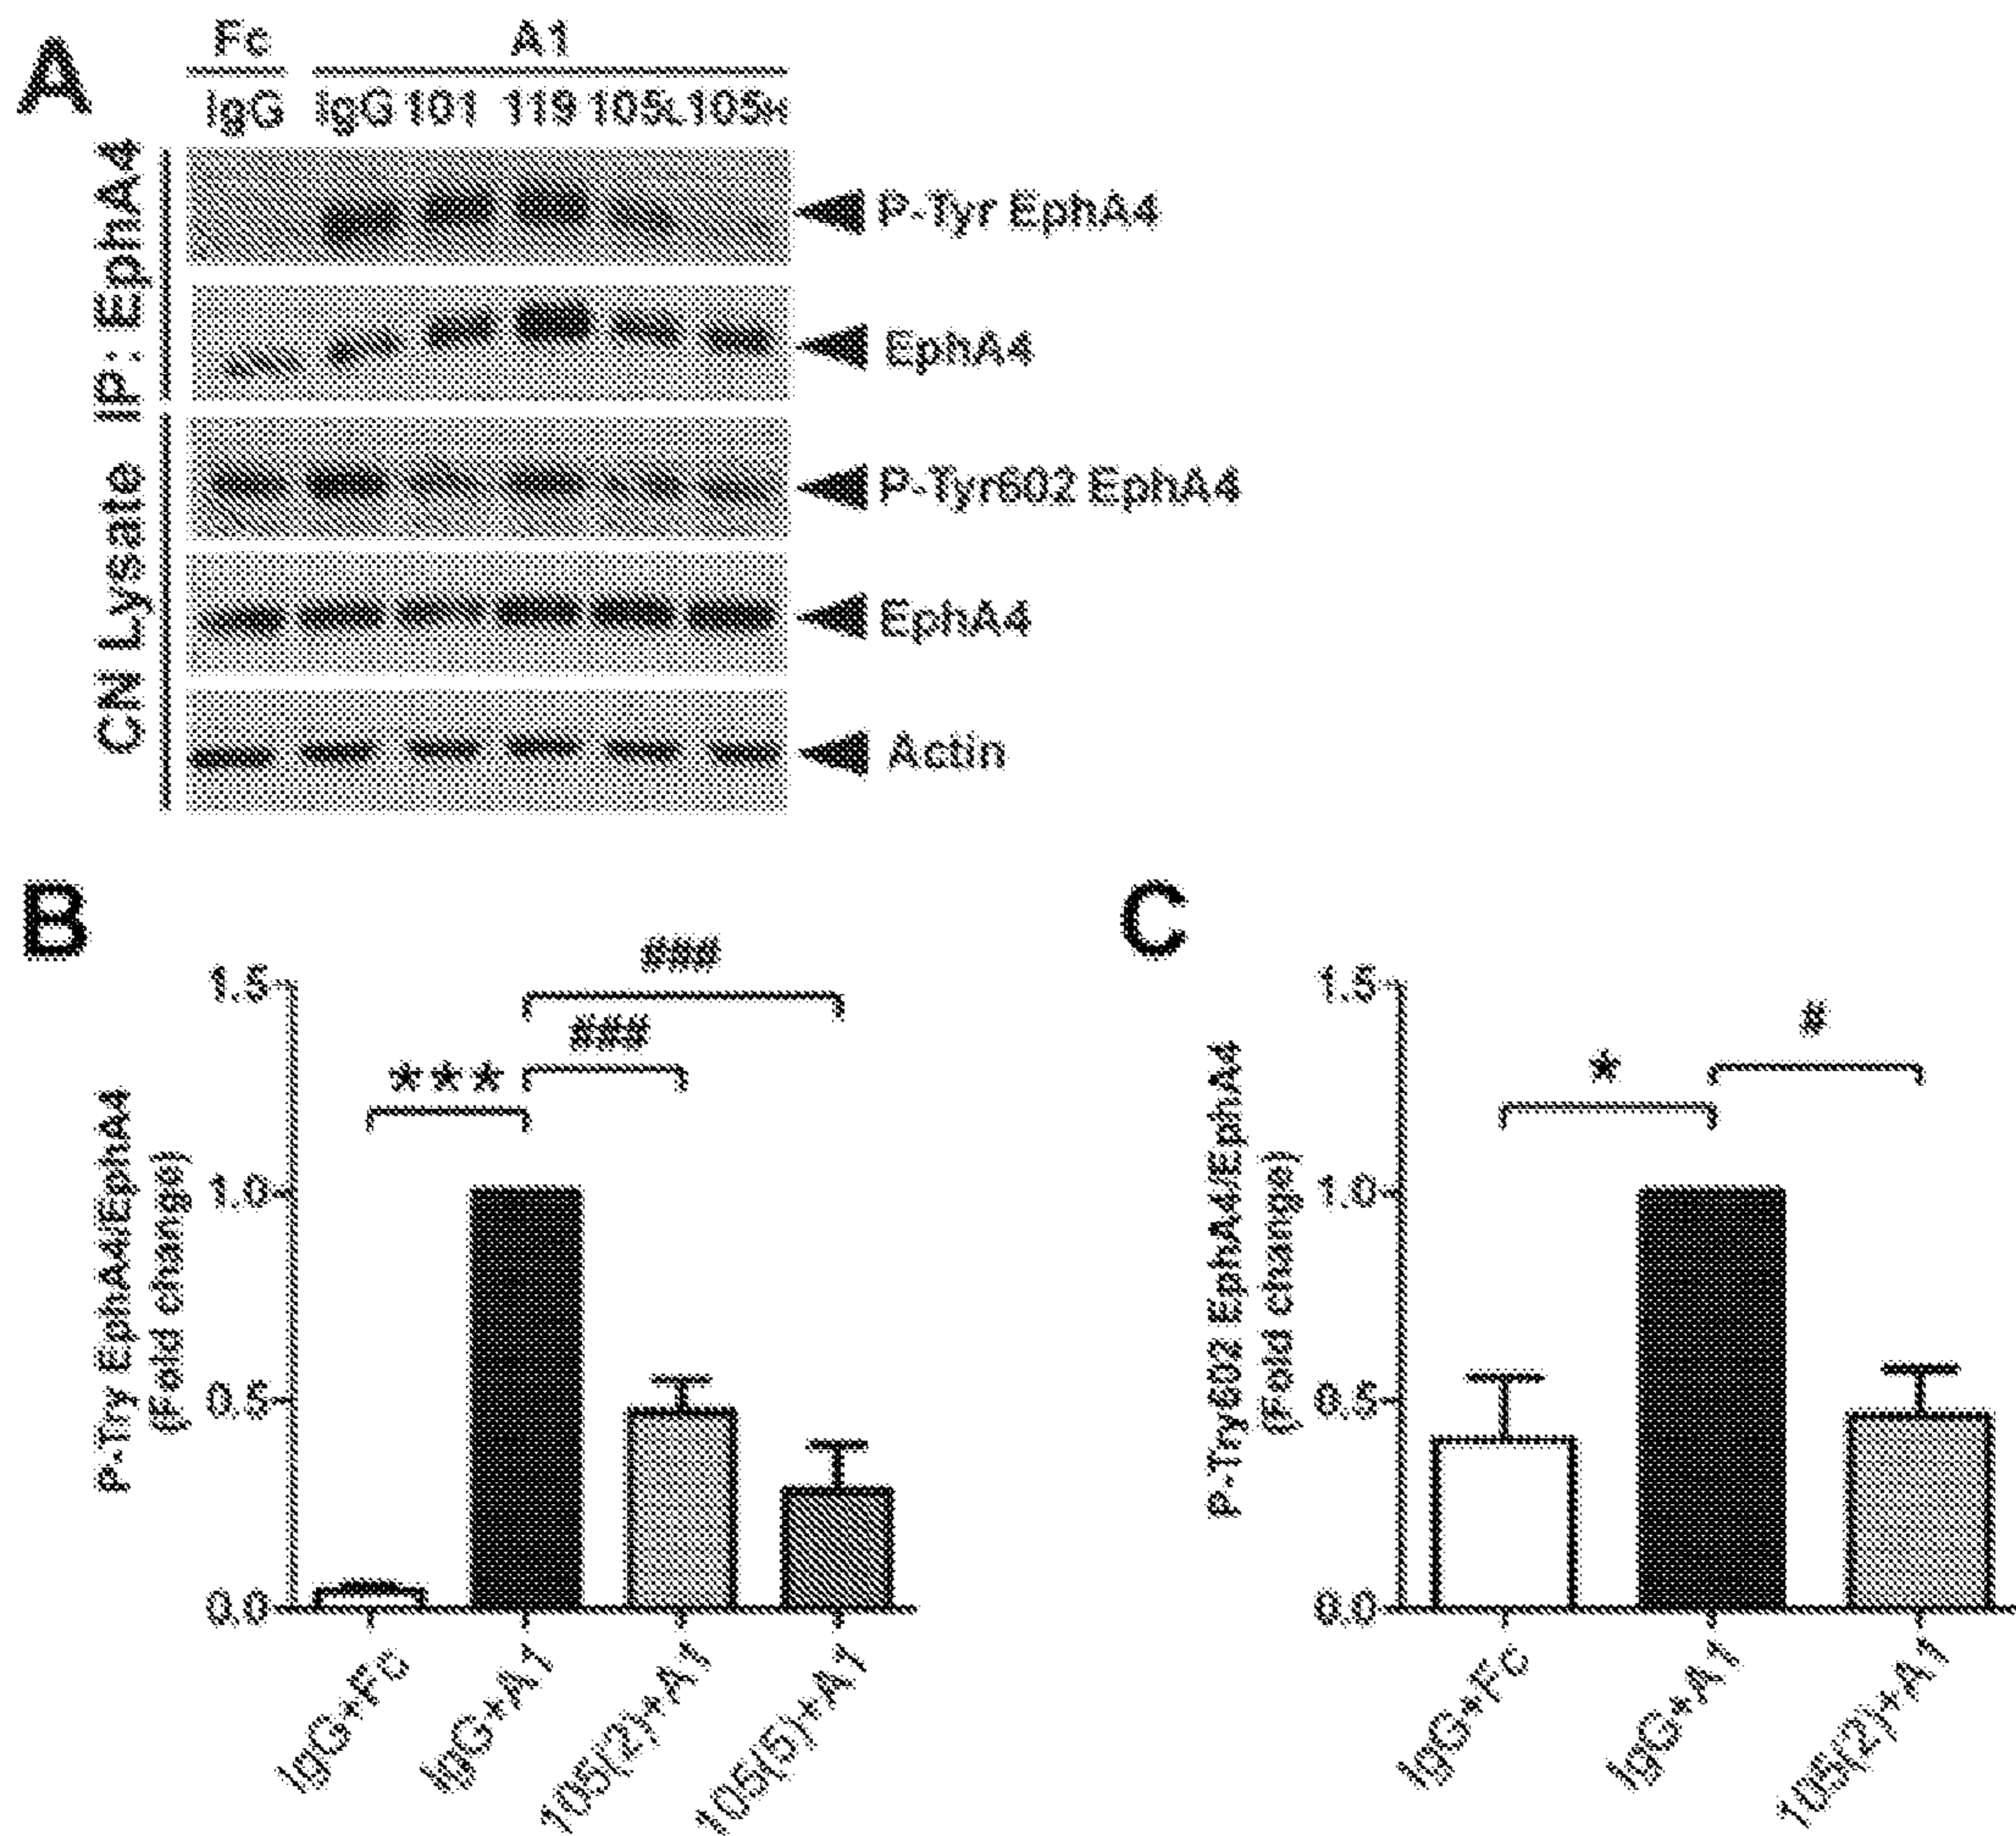 A
Fc A1
IgG IgG 101 119 105L 105H
IP: EphA4
P-Tyr EphA4
EphA4
CN Lysate
P-Tyr602 EphA4
EphA4
Actin
B
P-Try EphA4/EphA4
(Fold change)
1.5
1.0
0.5
0.0
***
###
###
IgG+Fc
IgG+A1
105(2)+A1
105(5)+A1
C
P-Try602 EphA4/EphA4
(Fold change)
1.5
1.0
0.5
0.0
*
#
IgG+Fc
IgG+A1
105(2)+A1